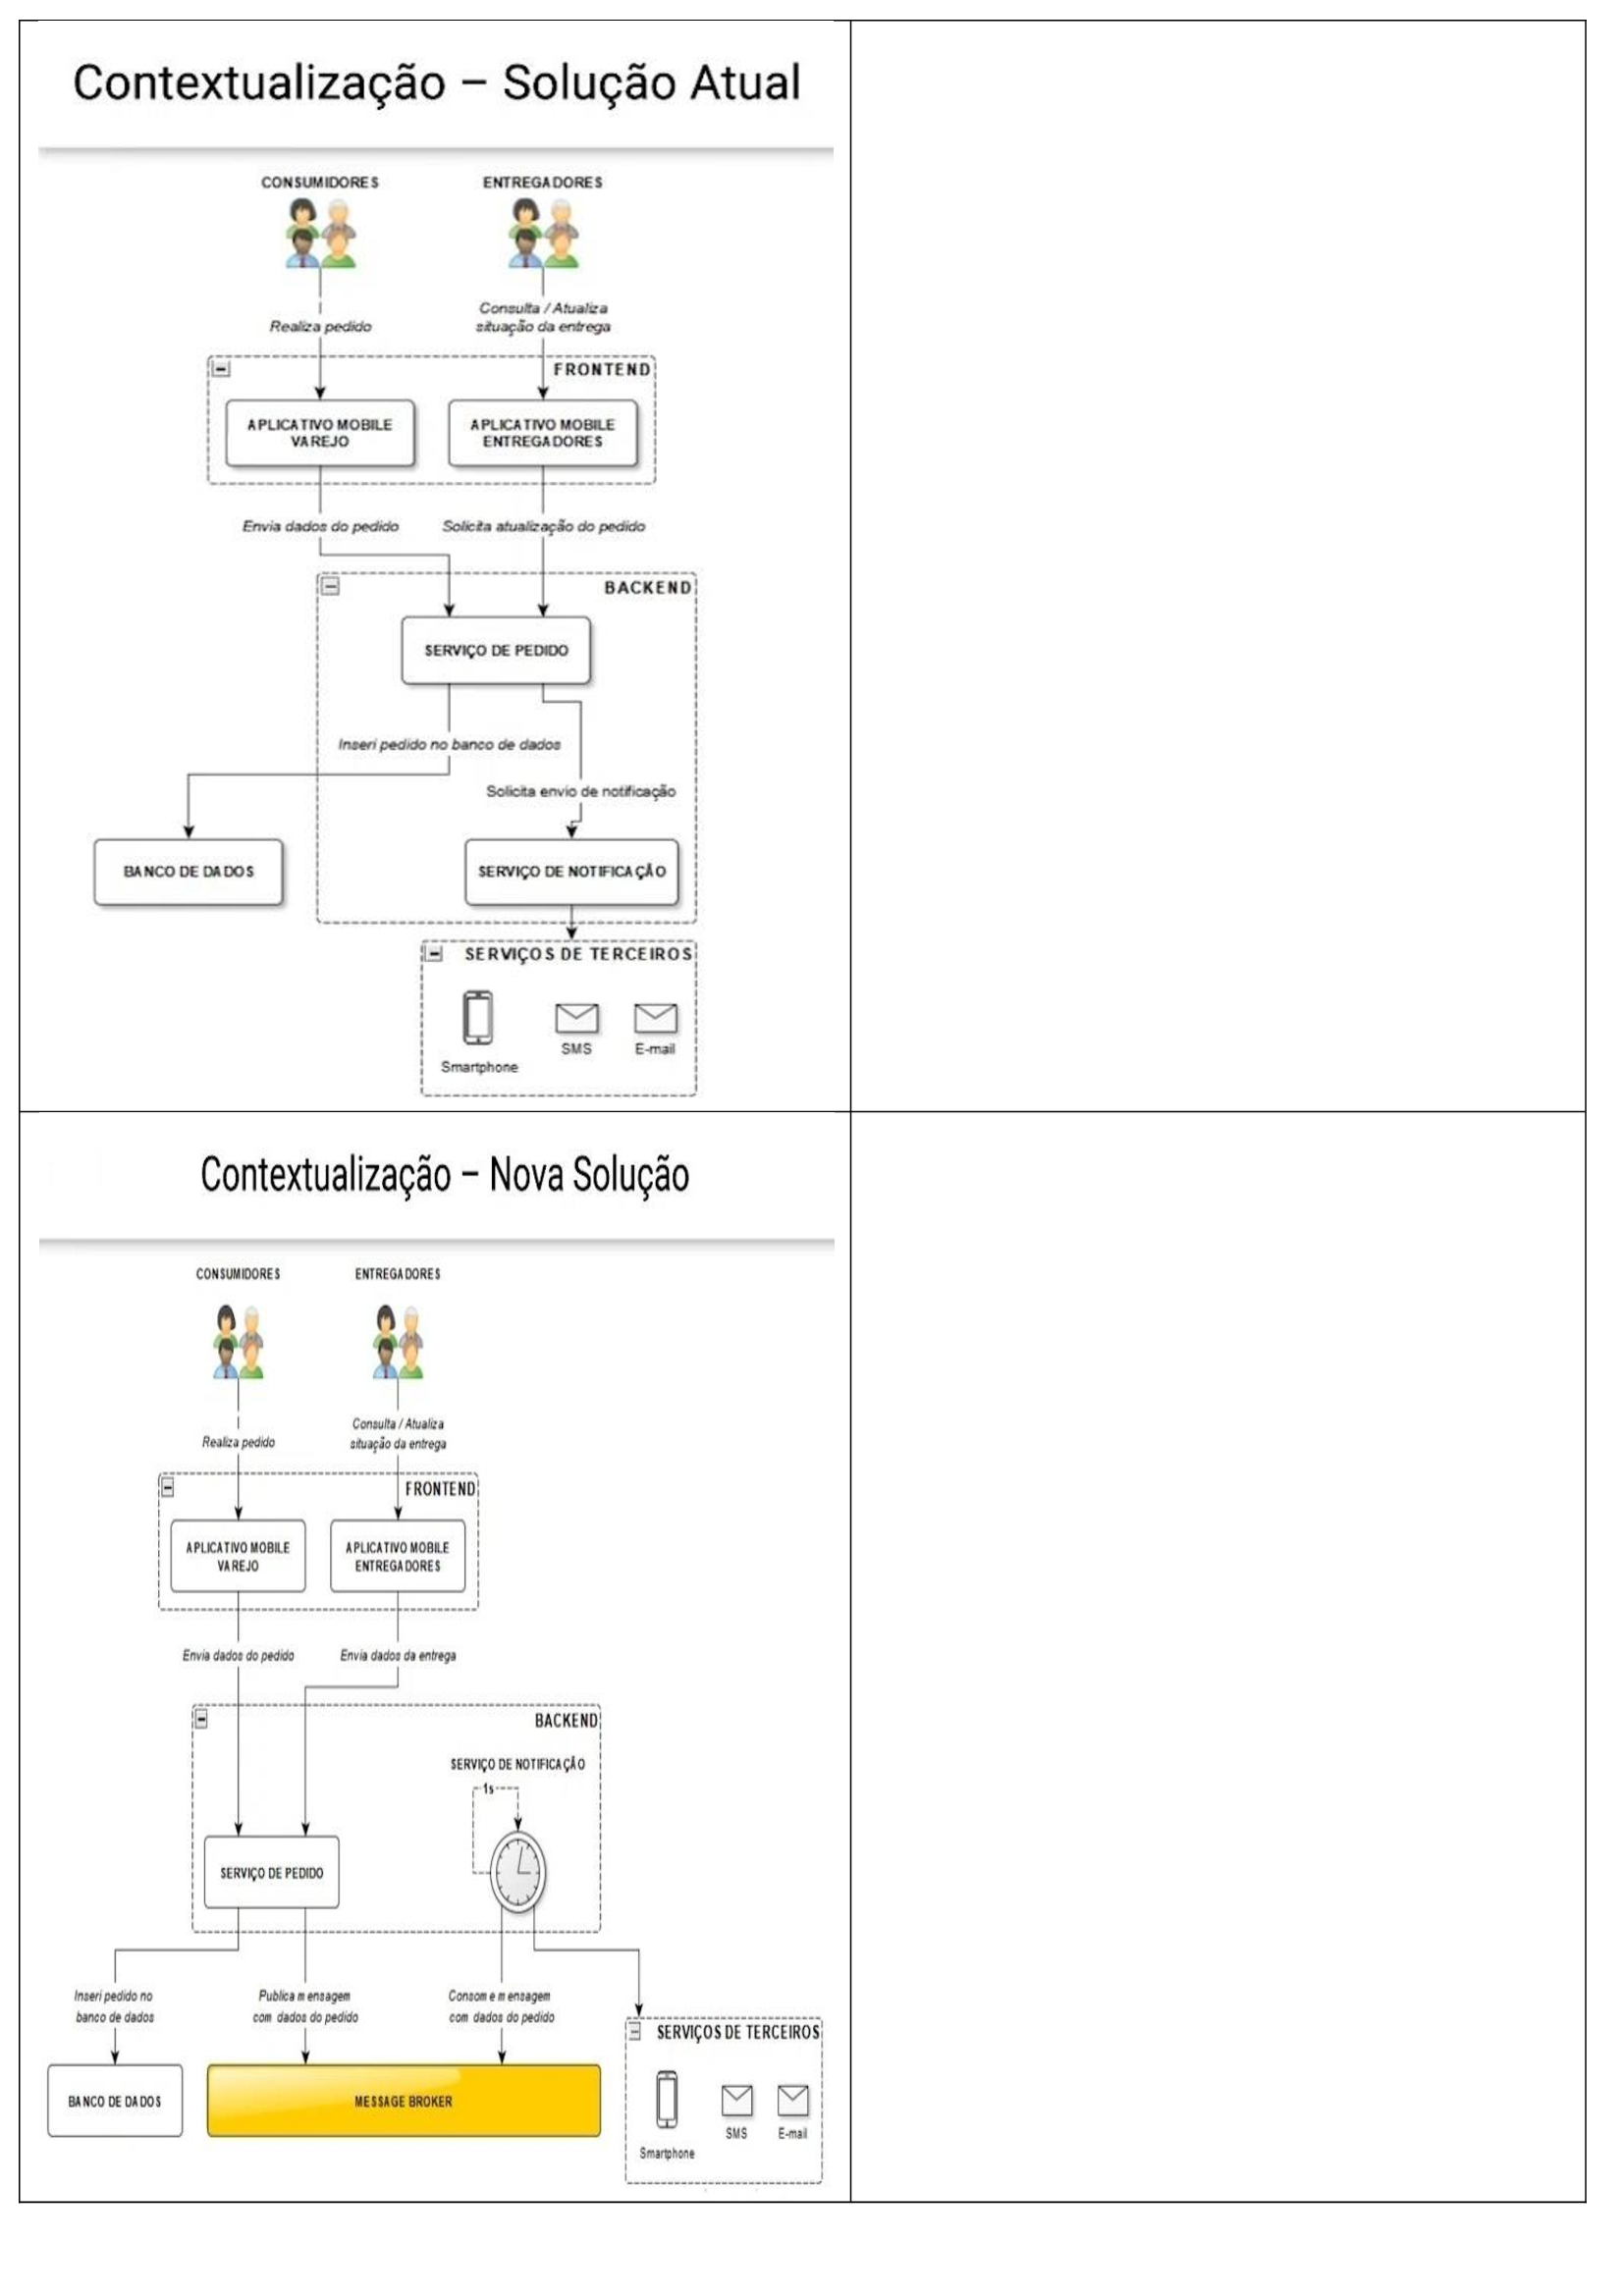 Contextualização – Solução Atual
CONSUMIDORES
ENTREGADORES
Realiza pedido
Consulta / Atualiza
situação da entrega
FRONTEND
APLICATIVO MOBILE
VAREJO
APLICATIVO MOBILE
ENTREGADORES
Envia dados do pedido
Solicita atualização do pedido
BACKEND
SERVIÇO DE PEDIDO
Inseri pedido no banco de dados
Solicita envio de notificação
BANCO DE DADOS
SERVIÇO DE NOTIFICAÇÃO
SERVIÇOS DE TERCEIROS
Smartphone
SMS
E-mail
Contextualização – Nova Solução
CONSUMIDORES
ENTREGADORES
Realiza pedido
Consulta / Atualiza
situação da entrega
FRONTEND
APLICATIVO MOBILE
VAREJO
APLICATIVO MOBILE
ENTREGADORES
Envia dados do pedido
Envia dados da entrega
BACKEND
SERVIÇO DE NOTIFICAÇÃO
1s
SERVIÇO DE PEDIDO
Inseri pedido no
banco de dados
Publica mensagem
com dados do pedido
Consome mensagem
com dados do pedido
BANCO DE DADOS
MESSAGE BROKER
SERVIÇOS DE TERCEIROS
Smartphone
SMS
E-mail